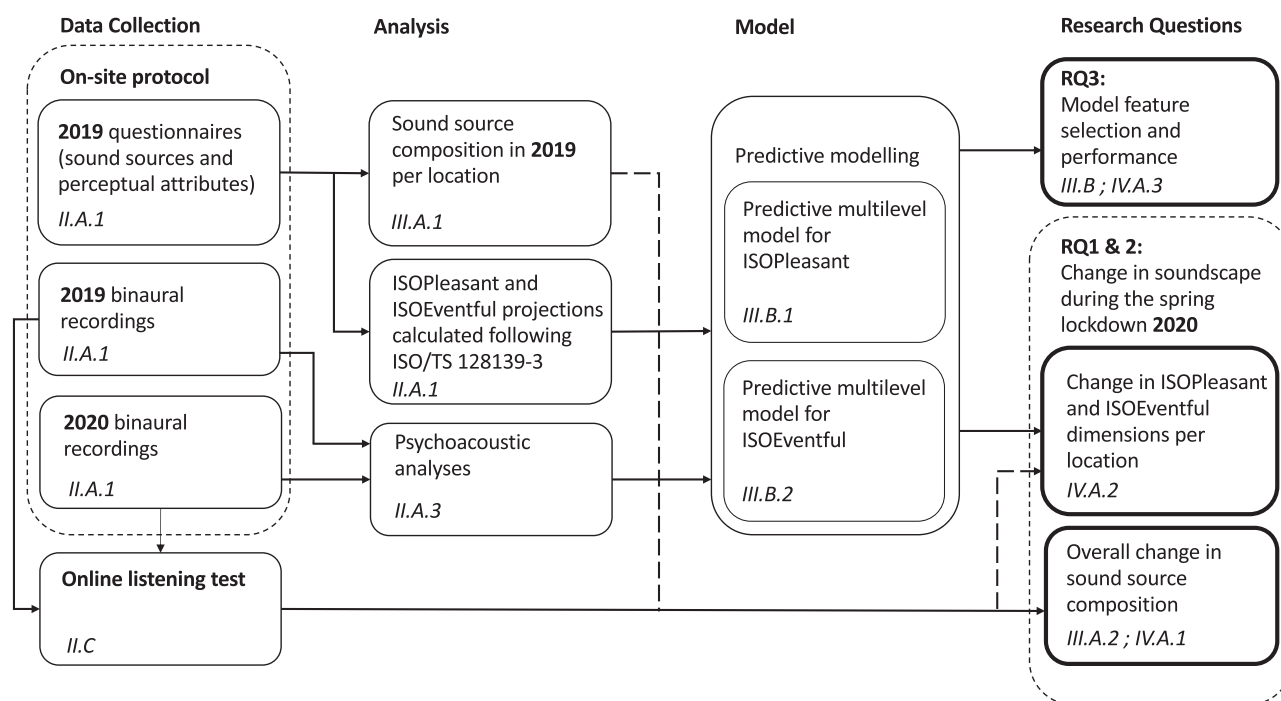 Data Collection
On-site protocol
2019 questionnaires
(sound sources and
perceptual attributes)
II.A.1
2019 binaural
recordings
II.A.1
2020 binaural
recordings
II.A.1
Online listening test
II.C
Analysis
Sound source
composition in 2019
per location
III.A.1
ISOPleasant and
ISOEventful projections
calculated following
ISO/TS 128139-3
II.A.1
Psychoacoustic
analyses
II.A.3
Model
Predictive modelling
Predictive multilevel
model for
ISOPleasant
III.B.1
Predictive multilevel
model for
ISOEventful
III.B.2
Research Questions
RQ3:
Model feature
selection and
performance
III.B ; IV.A.3
RQ1 & 2:
Change in soundscape
during the spring
lockdown 2020
Change in ISOPleasant
and ISOEventful
dimensions per
location
IV.A.2
Overall change in
sound source
composition
III.A.2 ; IV.A.1